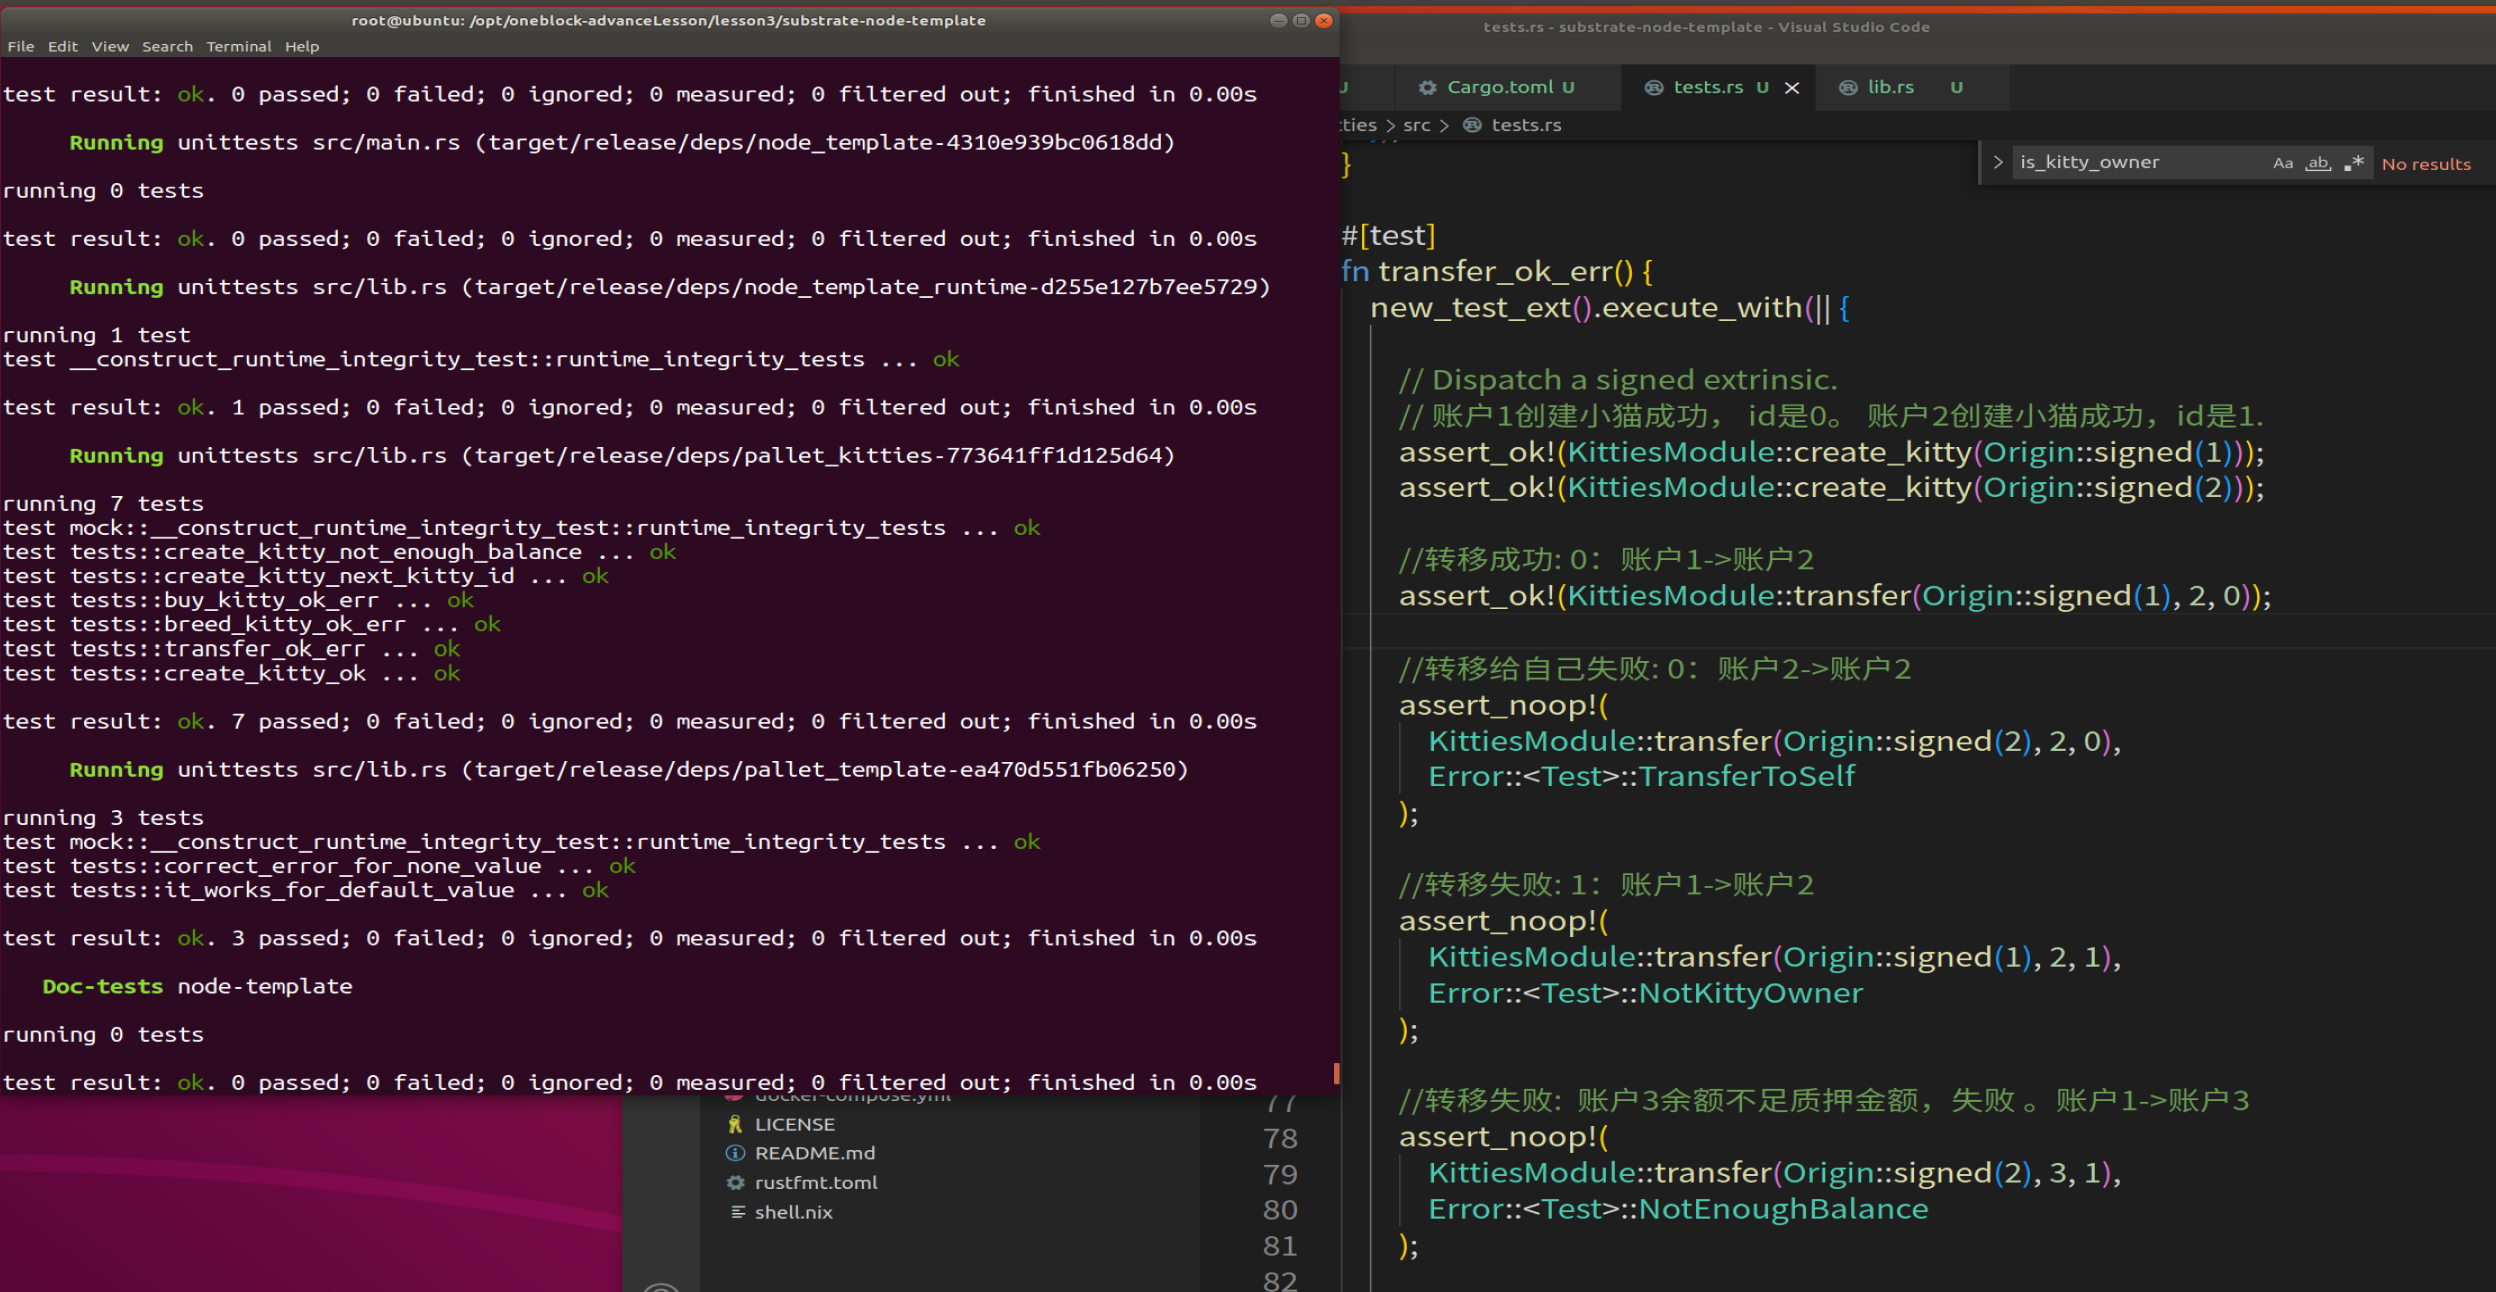 root@ubuntu: /opt/oneblock-advanceLesson/lesson3/substrate-node-template
File Edit View Search Terminal Help
test result: ok. 0 passed; 0 failed; 0 ignored; 0 measured; 0 filtered out; finished in 0.00s
Running unittests src/main.rs (target/release/deps/node_template-4310e939bc0618dd)
running 0 tests
test result: ok. 0 passed; 0 failed; 0 ignored; 0 measured; 0 filtered out; finished in 0.00s
Running unittests src/lib.rs (target/release/deps/node_template_runtime-d255e127b7ee5729)
running 1 test
test __construct_runtime_integrity_test::runtime_integrity_tests ... ok
test result: ok. 1 passed; 0 failed; 0 ignored; 0 measured; 0 filtered out; finished in 0.00s
Running unittests src/lib.rs (target/release/deps/pallet_kitties-773641ff1d125d64)
running 7 tests
test mock::__construct_runtime_integrity_test::runtime_integrity_tests ... ok
test tests::create_kitty_not_enough_balance ... ok
test tests::create_kitty_next_kitty_id ... ok
test tests::buy_kitty_ok_err ... ok
test tests::breed_kitty_ok_err ... ok
test tests::transfer_ok_err ... ok
test tests::create_kitty_ok ... ok
test result: ok. 7 passed; 0 failed; 0 ignored; 0 measured; 0 filtered out; finished in 0.00s
Running unittests src/lib.rs (target/release/deps/pallet_template-ea470d551fb06250)
running 3 tests
test mock::__construct_runtime_integrity_test::runtime_integrity_tests ... ok
test tests::correct_error_for_none_value ... ok
test tests::it_works_for_default_value ... ok
test result: ok. 3 passed; 0 failed; 0 ignored; 0 measured; 0 filtered out; finished in 0.00s
Doc-tests node-template
running 0 tests
test result: ok. 0 passed; 0 failed; 0 ignored; 0 measured; 0 filtered out; finished in 0.00s
docker-compose.yml
LICENSE
README.md
rustfmt.toml
shell.nix
tests.rs - substrate-node-template - Visual Studio Code
U Cargo.toml U tests.rs U lib.rs U
tties > src > tests.rs
is_kitty_owner Aa ab .* No results
}
#[test]
fn transfer_ok_err() {
new_test_ext().execute_with(|| {
// Dispatch a signed extrinsic.
// 账户1创建小猫成功， id是0。 账户2创建小猫成功，id是1.
assert_ok!(KittiesModule::create_kitty(Origin::signed(1)));
assert_ok!(KittiesModule::create_kitty(Origin::signed(2)));
//转移成功: 0： 账户1->账户2
assert_ok!(KittiesModule::transfer(Origin::signed(1), 2, 0));
//转移给自己失败: 0： 账户2->账户2
assert_noop!(
KittiesModule::transfer(Origin::signed(2), 2, 0),
Error::<Test>::TransferToSelf
);
//转移失败: 1： 账户1->账户2
assert_noop!(
KittiesModule::transfer(Origin::signed(1), 2, 1),
Error::<Test>::NotKittyOwner
);
77 //转移失败: 账户3余额不足质押金额，失败 。账户1->账户3
78 assert_noop!(
79 KittiesModule::transfer(Origin::signed(2), 3, 1),
80 Error::<Test>::NotEnoughBalance
81 );
82